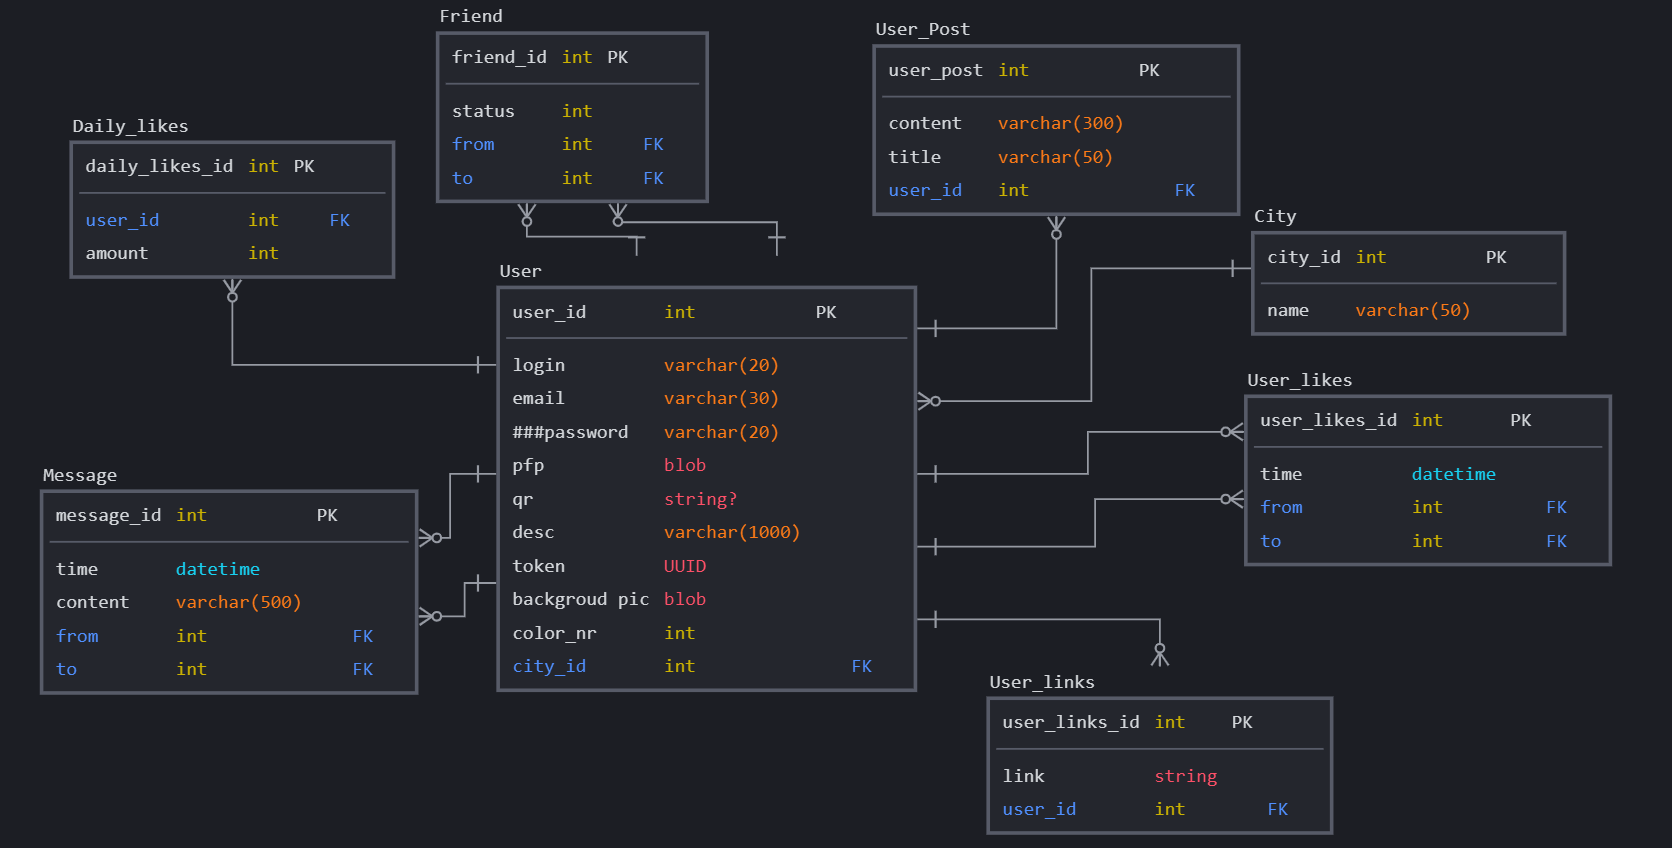 Friend
friend_id int PK
status int
from int FK
to int FK
User_Post
user_post int PK
content varchar(300)
title varchar(50)
user_id int FK
Daily_likes
daily_likes_id int PK
user_id int FK
amount int
City
city_id int PK
name varchar(50)
User
user_id int PK
login varchar(20)
email varchar(30)
###password varchar(20)
pfp blob
qr string?
desc varchar(1000)
token UUID
backgroud pic blob
color_nr int
city_id int FK
User_likes
user_likes_id int PK
time datetime
from int FK
to int FK
Message
message_id int PK
time datetime
content varchar(500)
from int FK
to int FK
User_links
user_links_id int PK
link string
user_id int FK